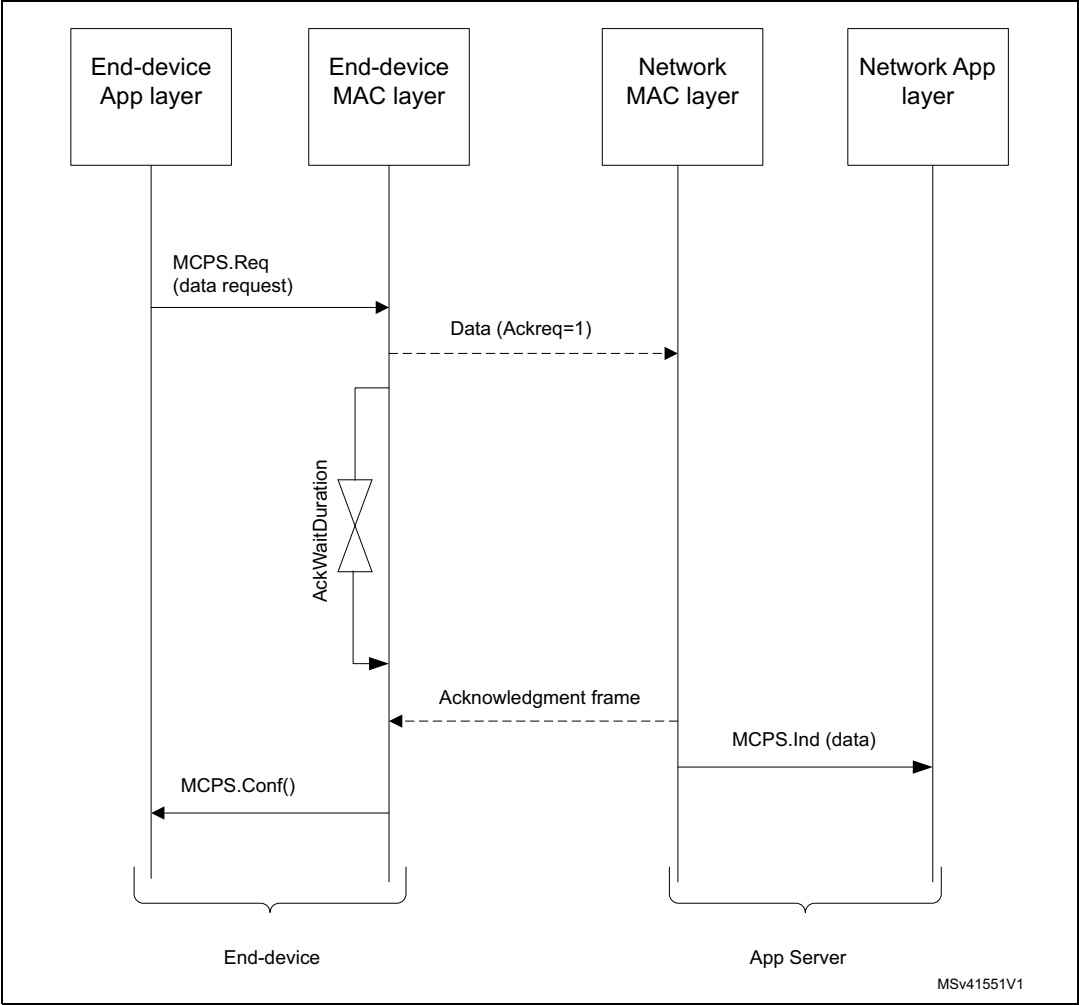 End-device
App layer
End-device
MAC layer
Network
MAC layer
Network App
layer
MCPS.Req
(data request)
Data (Ackreq=1)
AckWaitDuration
Acknowledgment frame
MCPS.Ind (data)
MCPS.Conf()
End-device
App Server
MSv41551V1